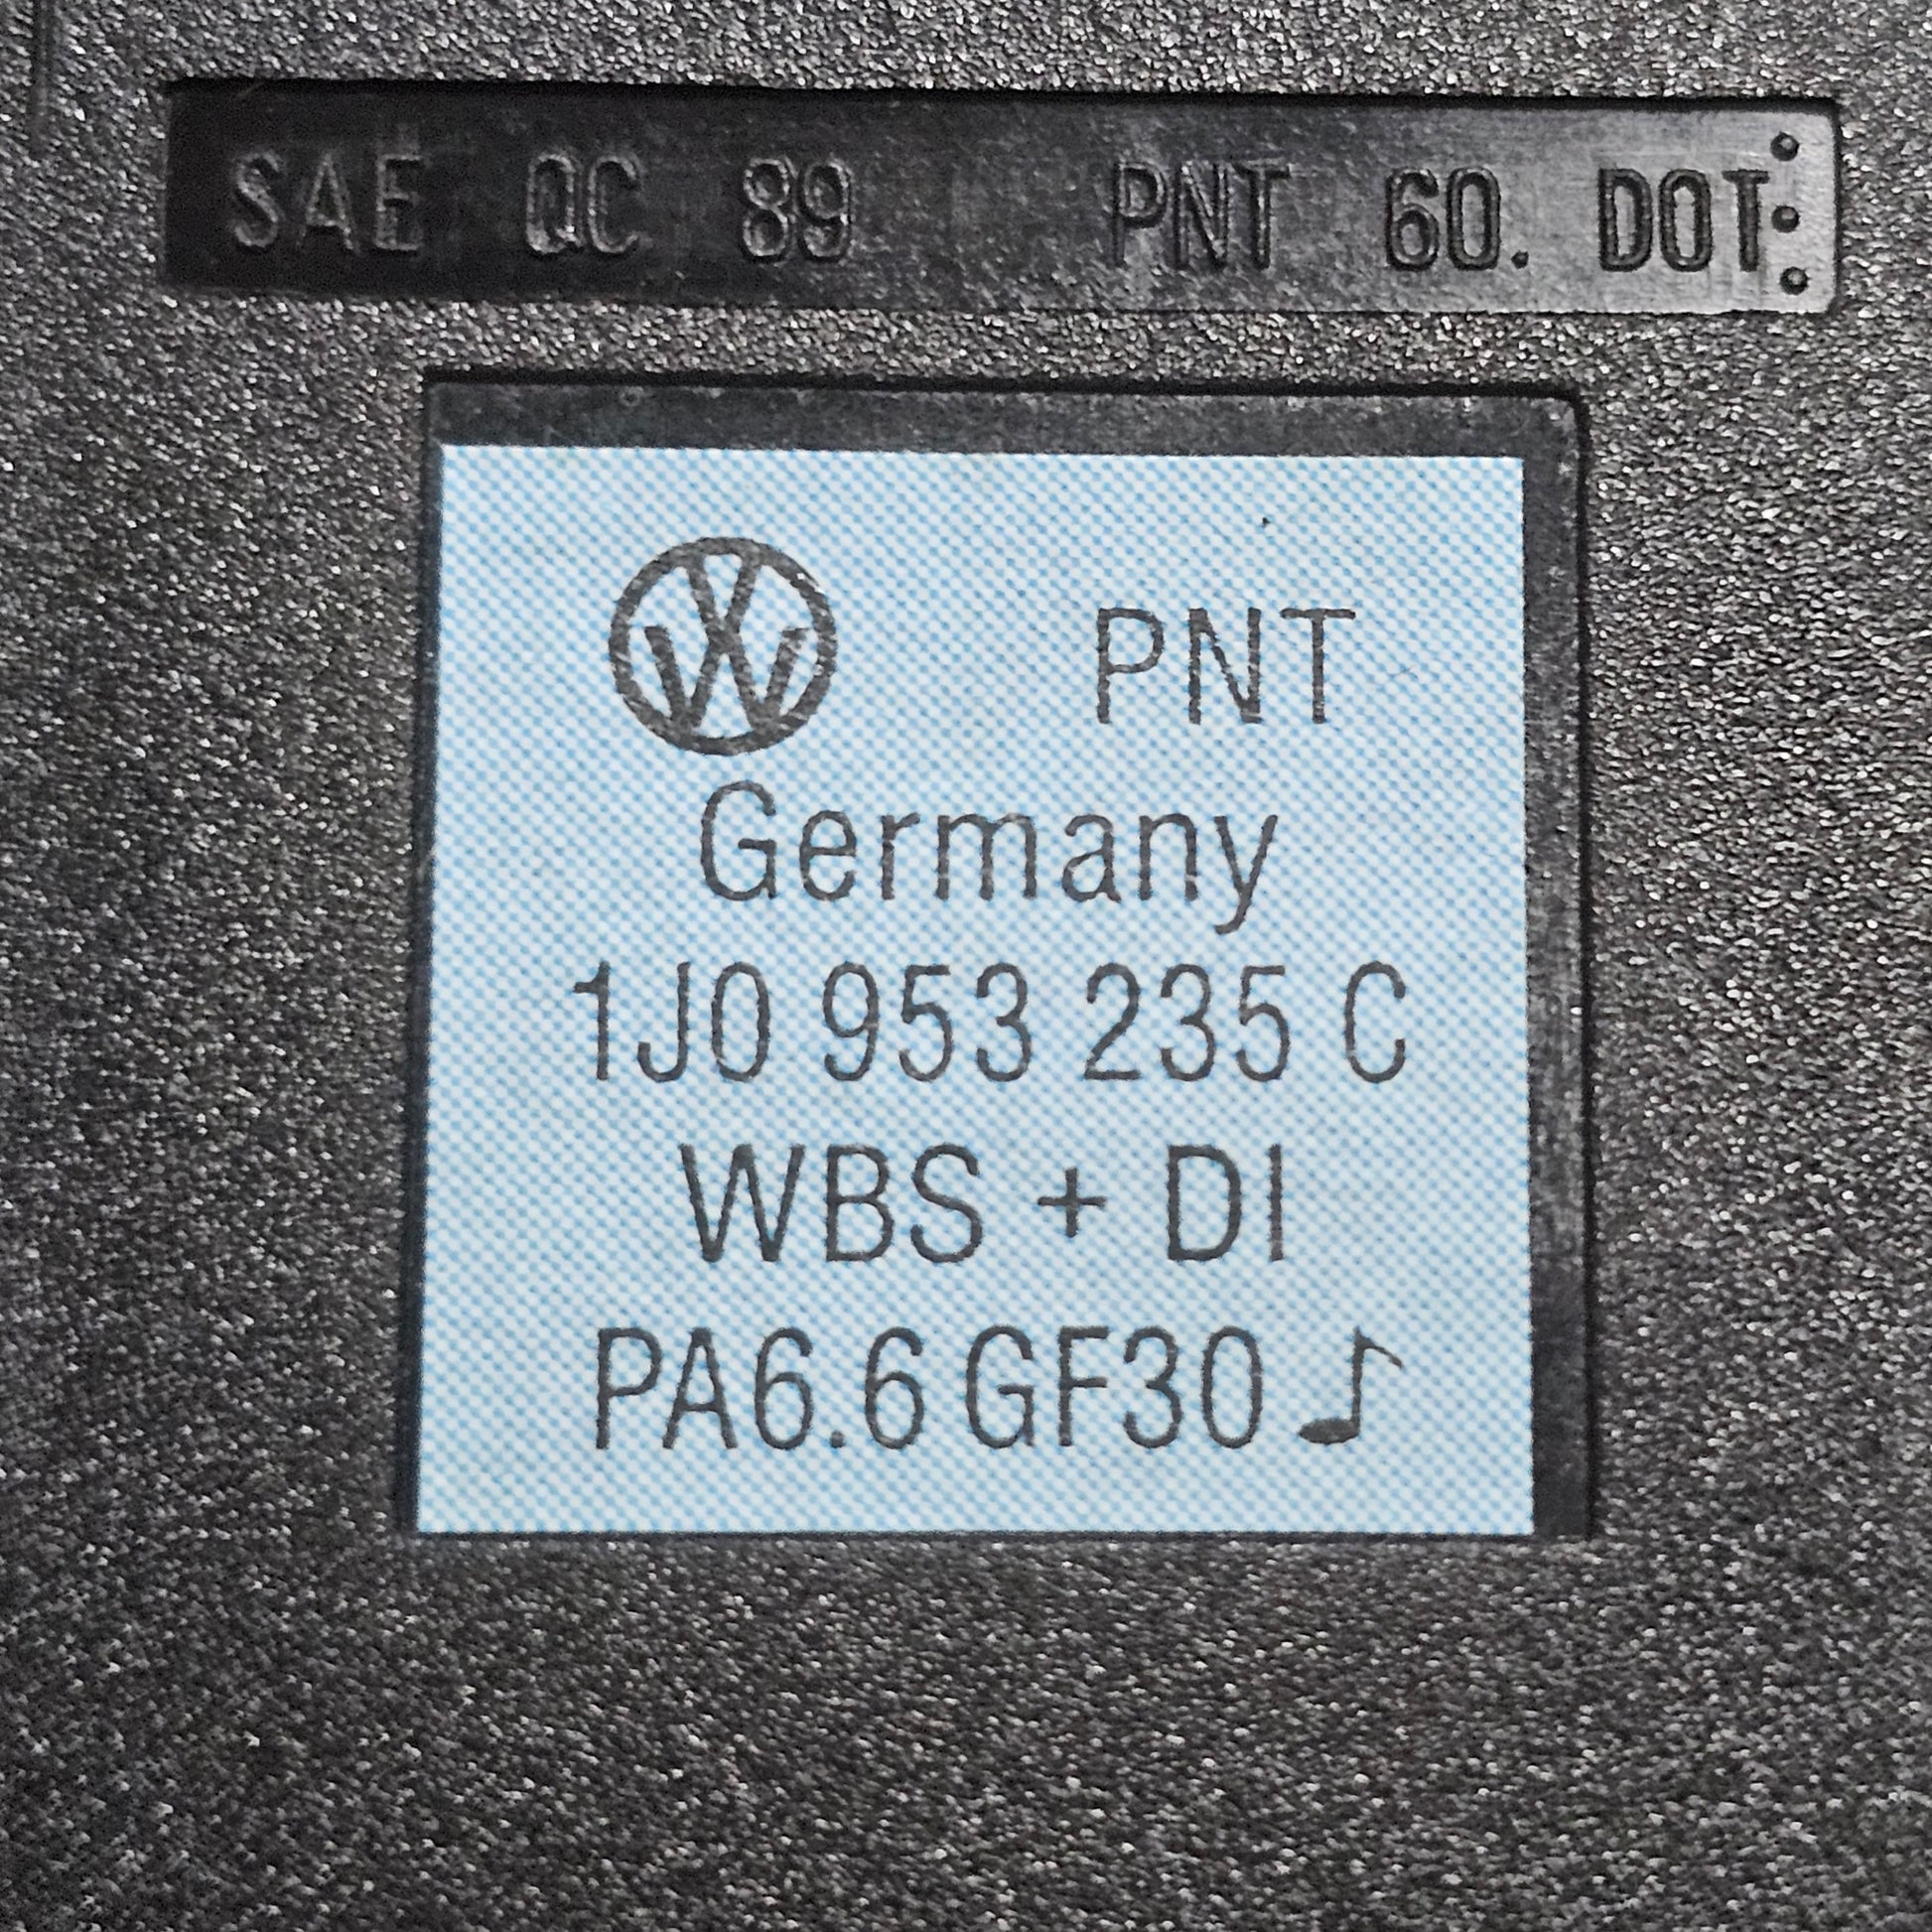 SAE QC 89 PNT 60. DOT
PNT
Germany
1J0 953 235 C
WBS + DI
PA6.6 GF30